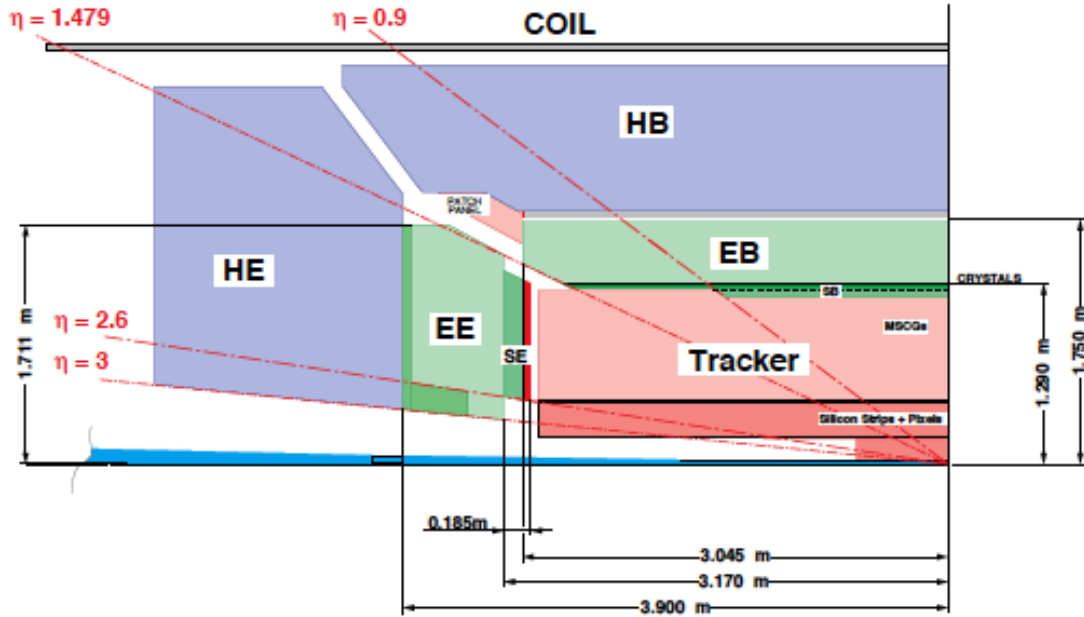 η = 1.479
η = 0.9
COIL
HB
PATCH
PANEL
HE
EB
CRYSTALS
SB
1.711 m
η = 2.6
η = 3
EE
SE
MSCGs
Tracker
1.290 m
1.750 m
Silicon Strips + Pixels
0.185m
3.045 m
3.170 m
3.900 m